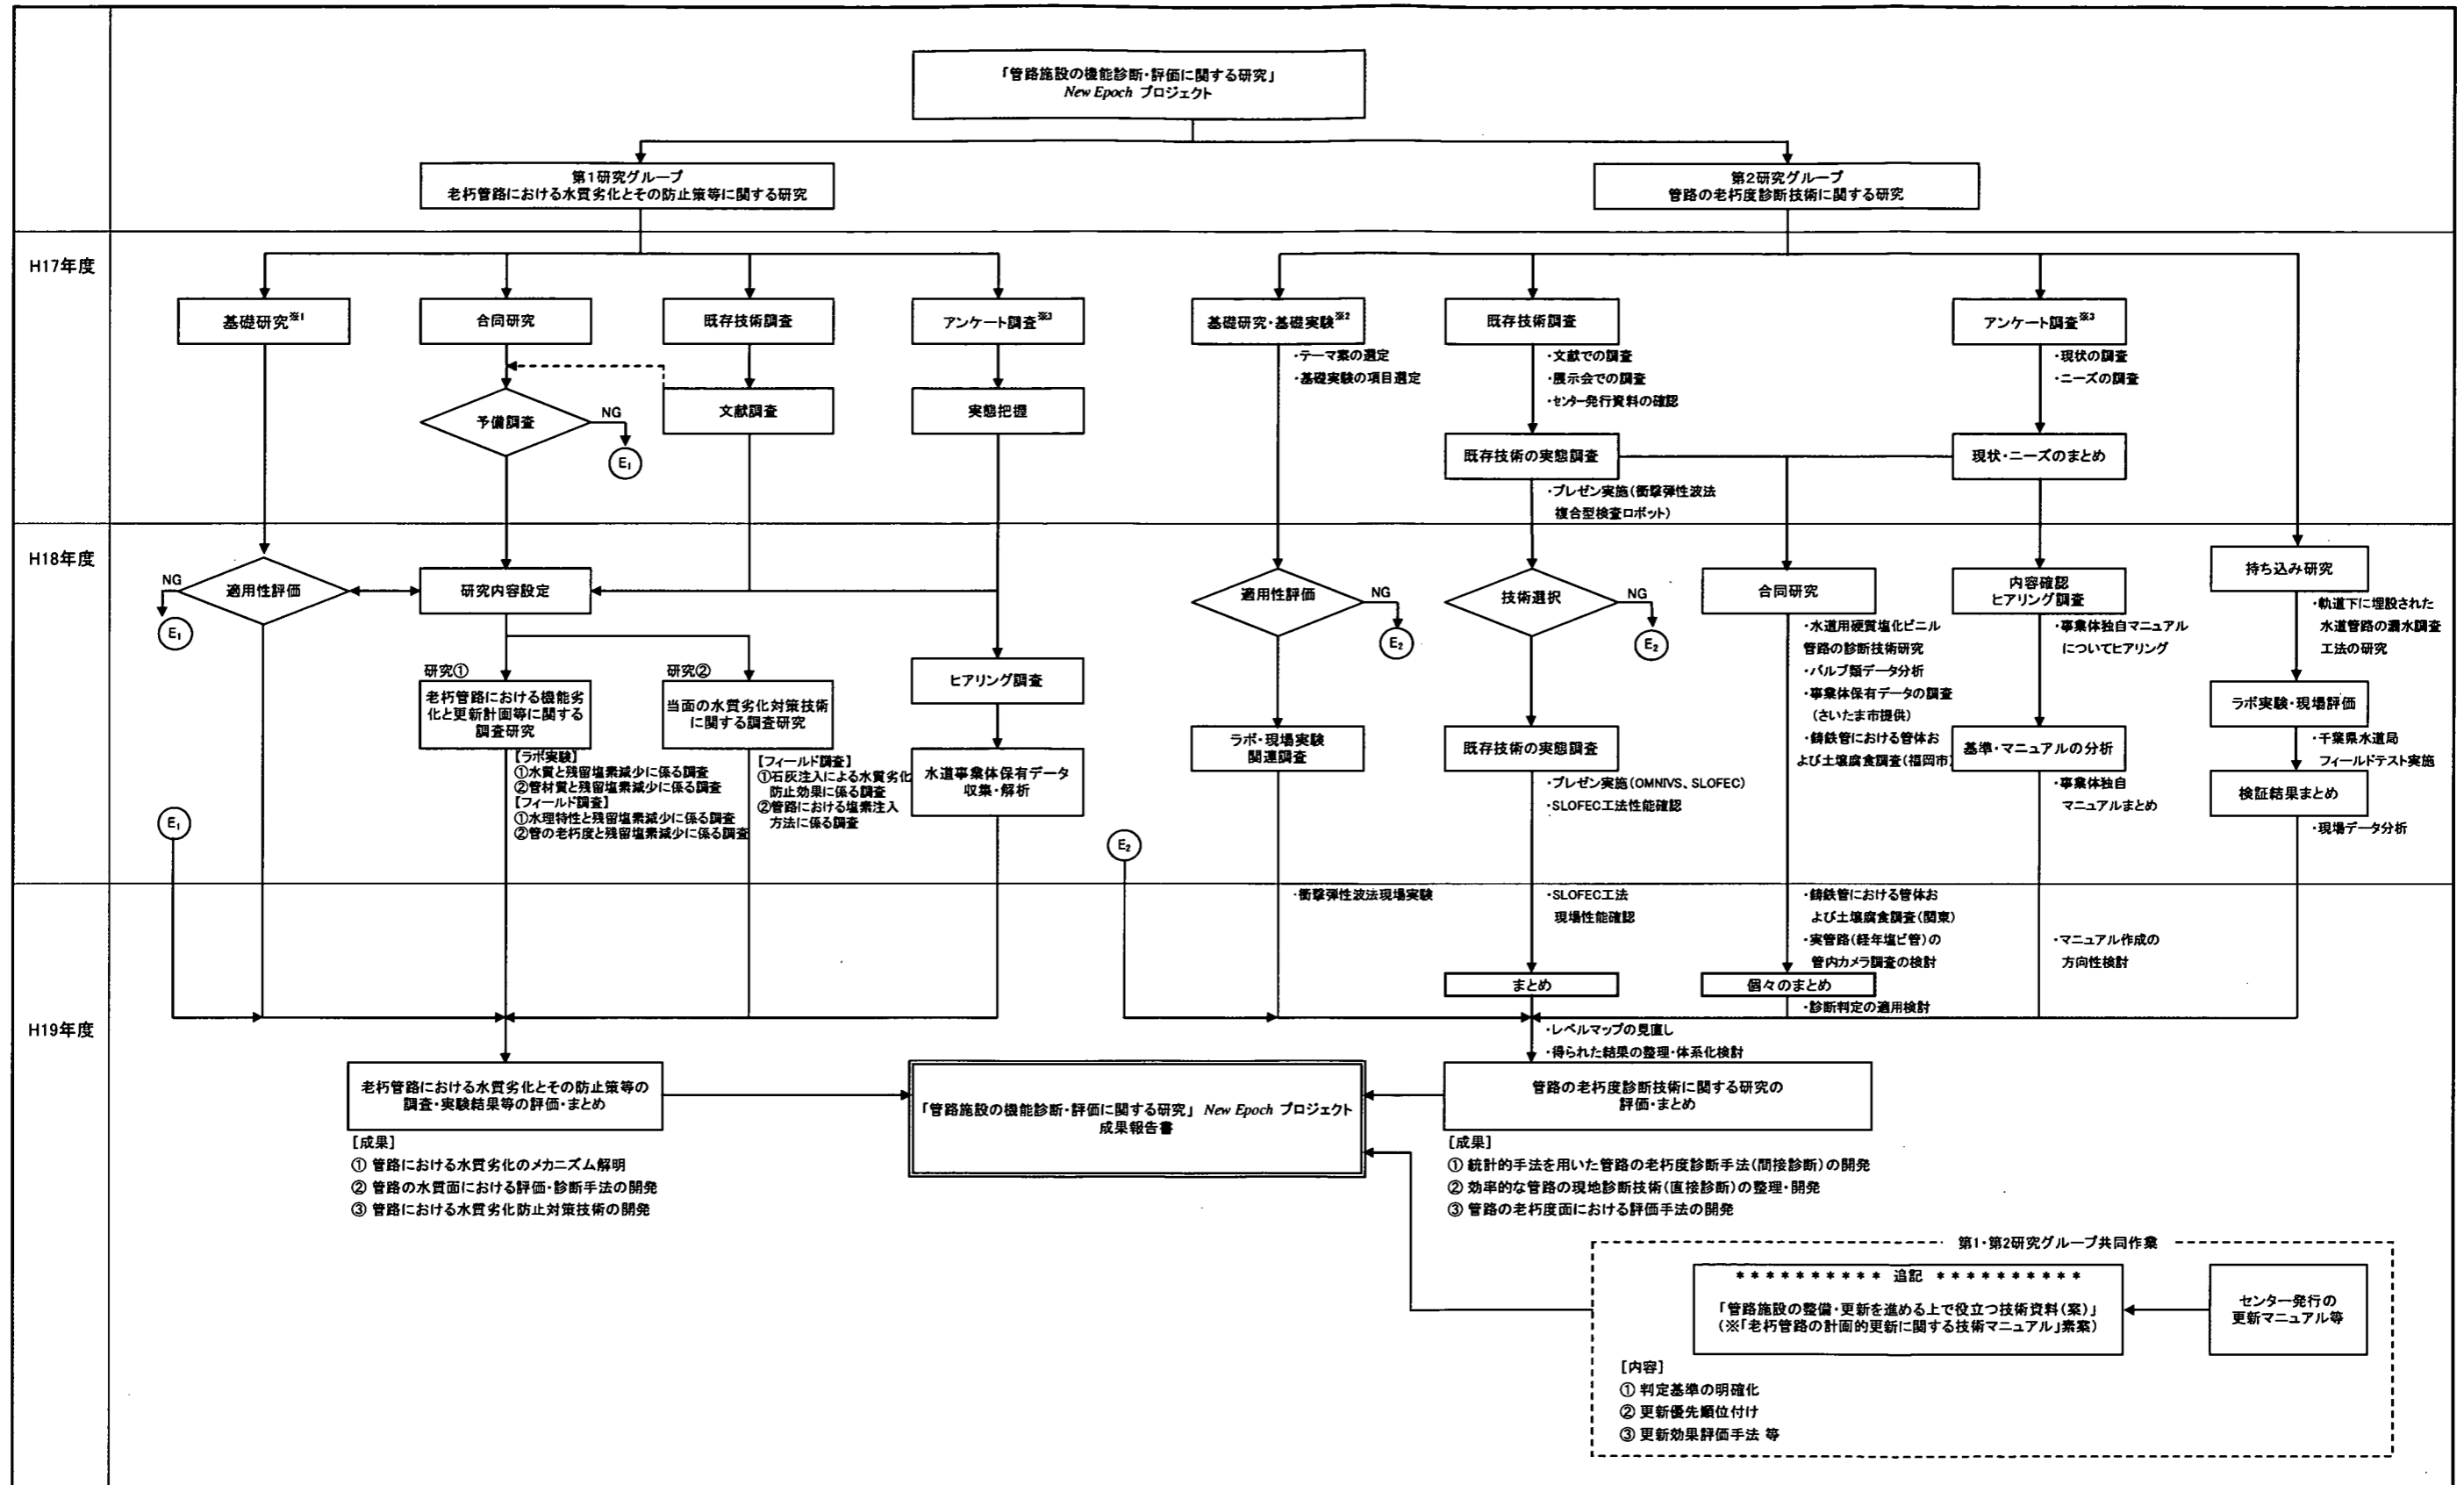 「管路施設の機能診断・評価に関する研究」
New Epoch プロジェクト
第1研究グループ
老朽管路における水質劣化とその防止策等に関する研究
第2研究グループ
管路の老朽度診断技術に関する研究
H17年度
基礎研究※1
合同研究
既存技術調査
アンケート調査※3
予備調査
NG
E1
文献調査
実態把握
基礎研究・基礎実験※2
・テーマ案の選定
・基礎実験の項目選定
既存技術調査
・文献での調査
・展示会での調査
・センター発行資料の確認
アンケート調査※3
・現状の調査
・ニーズの調査
既存技術の実態調査
・プレゼン実施(衝撃弾性波法
複合型検査ロボット)
現状・ニーズのまとめ
H18年度
NG
適用性評価
E1
研究内容設定
研究①
老朽管路における機能劣
化と更新計画等に関する
調査研究
【ラボ実験】
①水質と残留塩素減少に係る調査
②管材質と残留塩素減少に係る調査
【フィールド調査】
①水理特性と残留塩素減少に係る調査
②管の老朽度と残留塩素減少に係る調査
研究②
当面の水質劣化対策技術
に関する調査研究
【フィールド調査】
①石灰注入による水質劣化
防止効果に係る調査
②管路における塩素注入
方法に係る調査
ヒアリング調査
水道事業体保有データ
収集・解析
E1
適用性評価
NG
E2
ラボ・現場実験
関連調査
技術選択
NG
E2
既存技術の実態調査
・プレゼン実施(OMNIVS、SLOFEC)
・SLOFEC工法性能確認
合同研究
・水道用硬質塩化ビニル
管路の診断技術研究
・バルブ類データ分析
・事業体保有データの調査
(さいたま市提供)
・鋳鉄管における管体お
よび土壌腐食調査(福岡市)
内容確認
ヒアリング調査
・事業体独自マニュアル
についてヒアリング
基準・マニュアルの分析
・事業体独自
マニュアルまとめ
持ち込み研究
・軌道下に埋設された
水道管路の漏水調査
工法の研究
ラボ実験・現場評価
・千葉県水道局
フィールドテスト実施
検証結果まとめ
・現場データ分析
E2
H19年度
・衝撃弾性波法現場実験
・SLOFEC工法
現場性能確認
まとめ
・鋳鉄管における管体お
よび土壌腐食調査(関東)
・実管路(経年塩ビ管)の
管内カメラ調査の検討
個々のまとめ
・診断判定の適用検討
・マニュアル作成の
方向性検討
・レベルマップの見直し
・得られた結果の整理・体系化検討
老朽管路における水質劣化とその防止策等の
調査・実験結果等の評価・まとめ
[成果]
① 管路における水質劣化のメカニズム解明
② 管路の水質面における評価・診断手法の開発
③ 管路における水質劣化防止対策技術の開発
「管路施設の機能診断・評価に関する研究」 New Epoch プロジェクト
成果報告書
管路の老朽度診断技術に関する研究の
評価・まとめ
[成果]
① 統計的手法を用いた管路の老朽度診断手法(間接診断)の開発
② 効率的な管路の現地診断技術(直接診断)の整理・開発
③ 管路の老朽度面における評価手法の開発
第1・第2研究グループ共同作業
* * * * * * * * * * 追記 * * * * * * * * * *
「管路施設の整備・更新を進める上で役立つ技術資料(案)」
(※「老朽管路の計画的更新に関する技術マニュアル」素案)
センター発行の
更新マニュアル等
[内容]
① 判定基準の明確化
② 更新優先順位付け
③ 更新効果評価手法 等